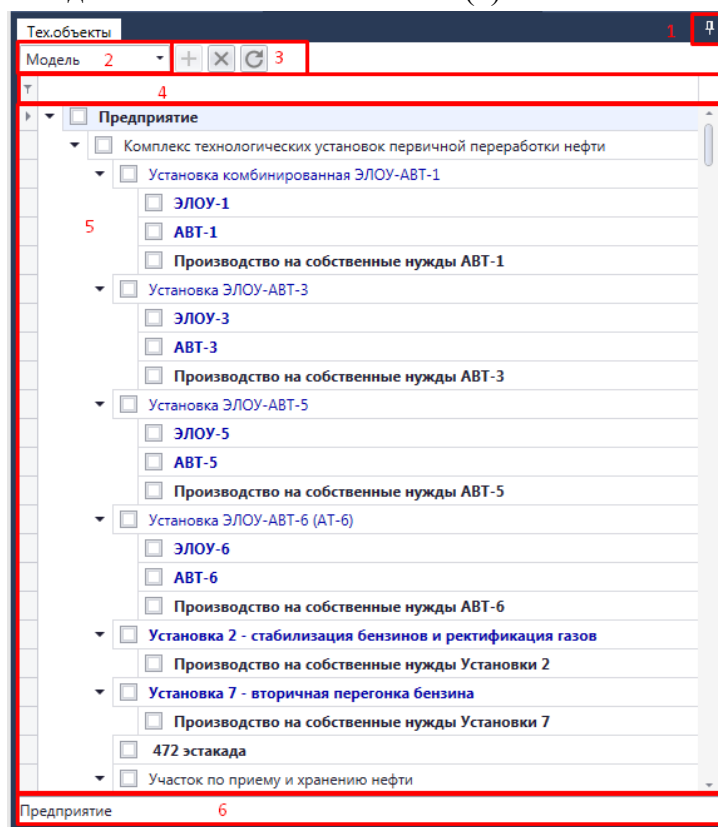 Тех.объекты 1
Модель 2 3
4
Предприятие
Комплекс технологических установок первичной переработки нефти
Установка комбинированная ЭЛОУ-АВТ-1
ЭЛОУ-1
5 АВТ-1
Производство на собственные нужды АВТ-1
Установка ЭЛОУ-АВТ-3
ЭЛОУ-3
АВТ-3
Производство на собственные нужды АВТ-3
Установка ЭЛОУ-АВТ-5
ЭЛОУ-5
АВТ-5
Производство на собственные нужды АВТ-5
Установка ЭЛОУ-АВТ-6 (АТ-6)
ЭЛОУ-6
АВТ-6
Производство на собственные нужды АВТ-6
Установка 2 - стабилизация бензинов и ректификация газов
Производство на собственные нужды Установки 2
Установка 7 - вторичная перегонка бензина
Производство на собственные нужды Установки 7
472 эстакада
Участок по приему и хранению нефти
Предприятие 6